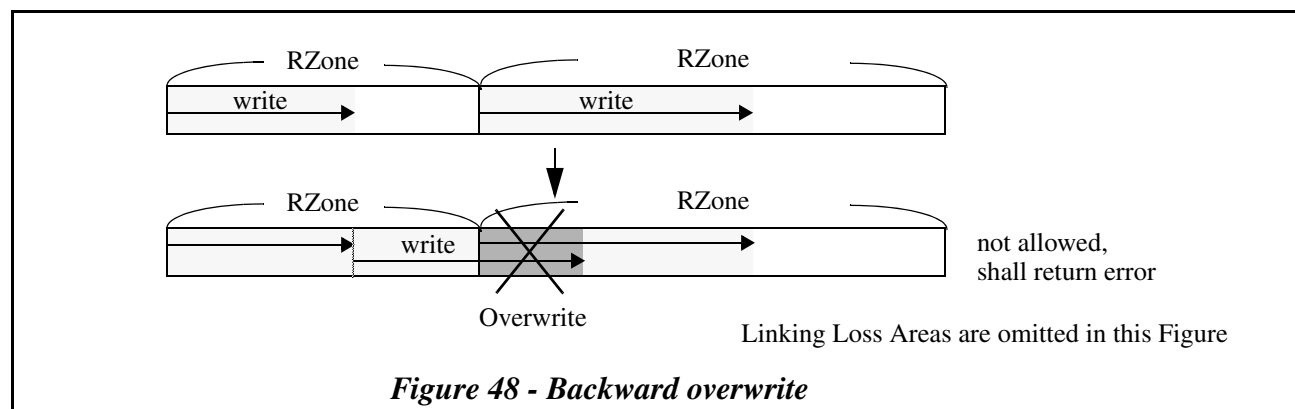 RZone RZone
write write
RZone RZone
write
not allowed,
shall return error
Overwrite
Linking Loss Areas are omitted in this Figure
Figure 48 - Backward overwrite